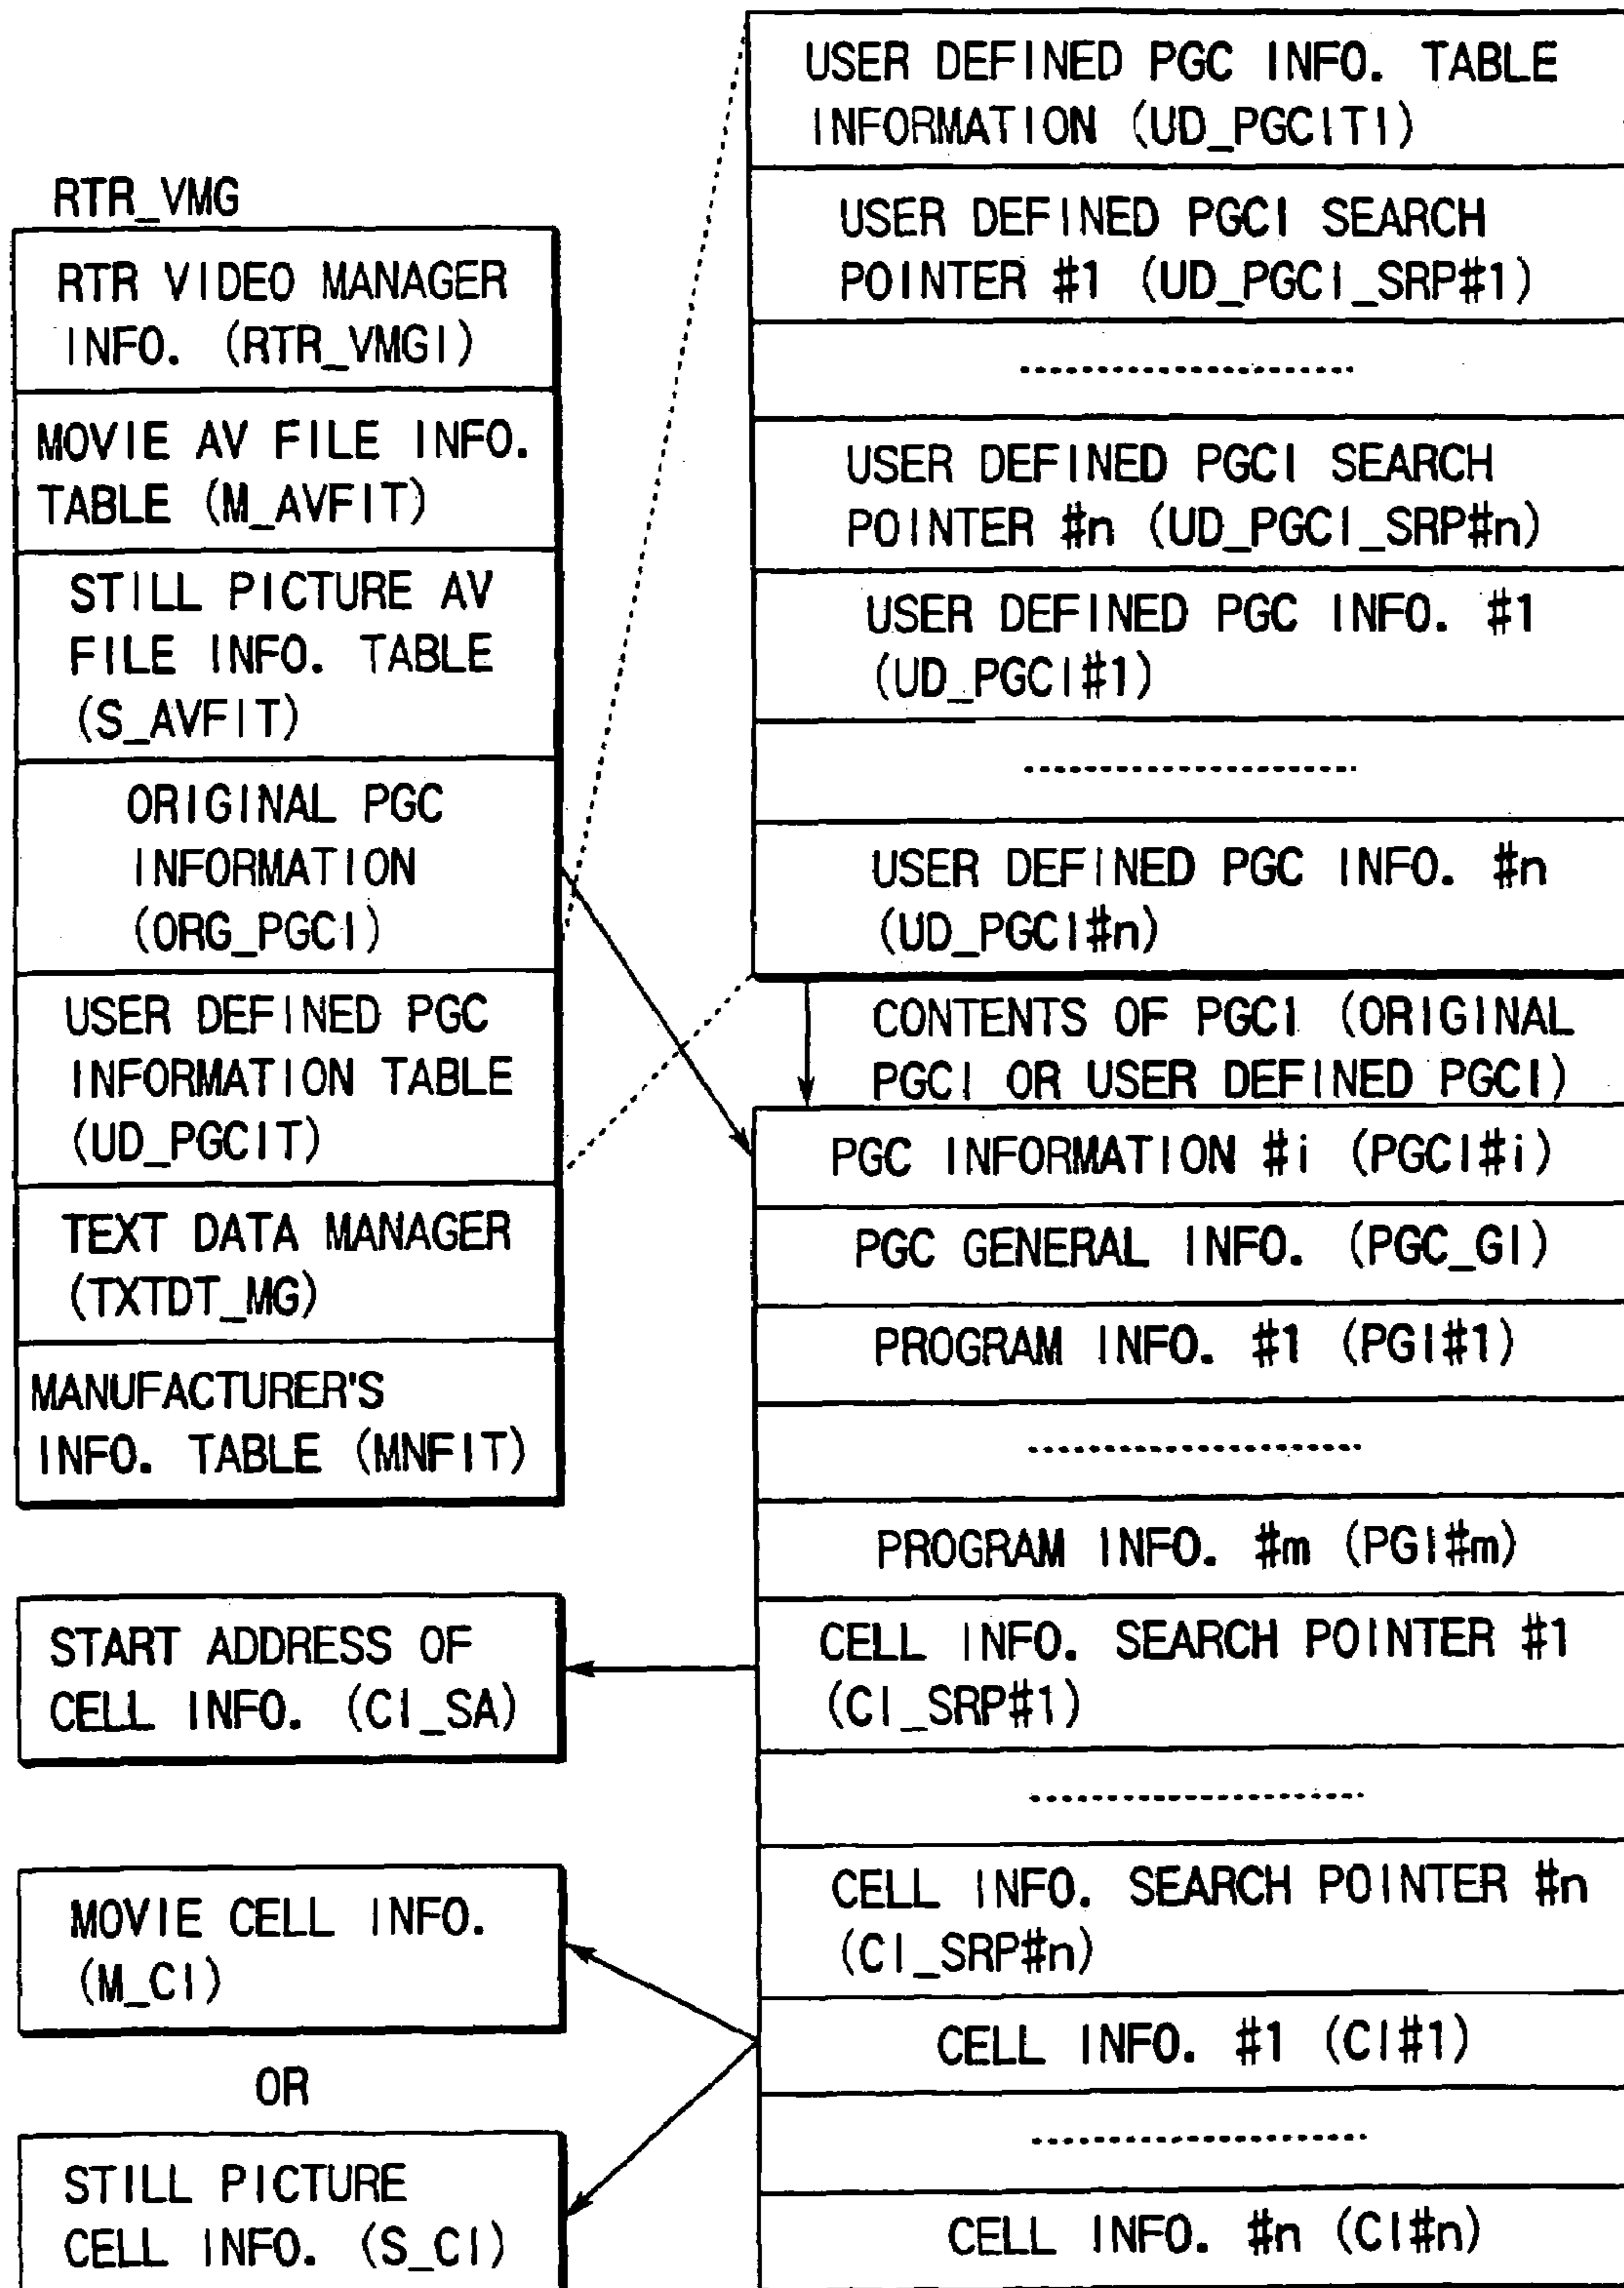 RTR_VMG
RTR VIDEO MANAGER
INFO. (RTR_VMGI)
MOVIE AV FILE INFO.
TABLE (M_AVFIT)
STILL PICTURE AV
FILE INFO. TABLE
(S_AVFIT)
ORIGINAL PGC
INFORMATION
(ORG_PGCI)
USER DEFINED PGC
INFORMATION TABLE
(UD_PGCIT)
TEXT DATA MANAGER
(TXTDT_MG)
MANUFACTURER'S
INFO. TABLE (MNFIT)
START ADDRESS OF
CELL INFO. (CI_SA)
MOVIE CELL INFO.
(M_CI)
OR
STILL PICTURE
CELL INFO. (S_CI)
USER DEFINED PGC INFO. TABLE
INFORMATION (UD_PGCITI)
USER DEFINED PGCI SEARCH
POINTER #1 (UD_PGCI_SRP#1)
USER DEFINED PGCI SEARCH
POINTER #n (UD_PGCI_SRP#n)
USER DEFINED PGC INFO. #1
(UD_PGCI#1)
USER DEFINED PGC INFO. #n
(UD_PGCI#n)
CONTENTS OF PGCI (ORIGINAL
PGCI OR USER DEFINED PGCI)
PGC INFORMATION #i (PGCI#i)
PGC GENERAL INFO. (PGC_GI)
PROGRAM INFO. #1 (PGI#1)
PROGRAM INFO. #m (PGI#m)
CELL INFO. SEARCH POINTER #1
(CI_SRP#1)
CELL INFO. SEARCH POINTER #n
(CI_SRP#n)
CELL INFO. #1 (CI#1)
CELL INFO. #n (CI#n)